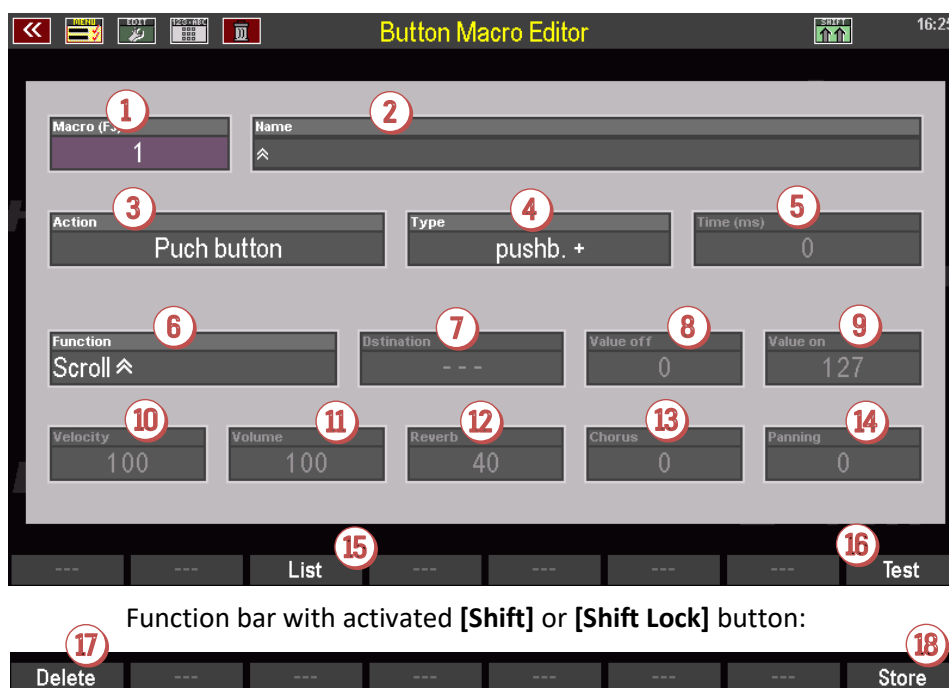 MENU EDIT 123-ABC Button Macro Editor SHIFT 16:25
1 2
Macro (F3) Name
1
3 4 5
Action Type Time (ms)
Puch button pushb. + 0
6 7 8 9
Function Dstination Value off Value on
Scroll --- 0 127
10 11 12 13 14
Velocity Volume Reverb Chorus Panning
100 100 40 0 0
15 16
--- --- List --- --- --- --- Test
Function bar with activated [Shift] or [Shift Lock] button:
17 18
Delete --- --- --- --- --- --- Store